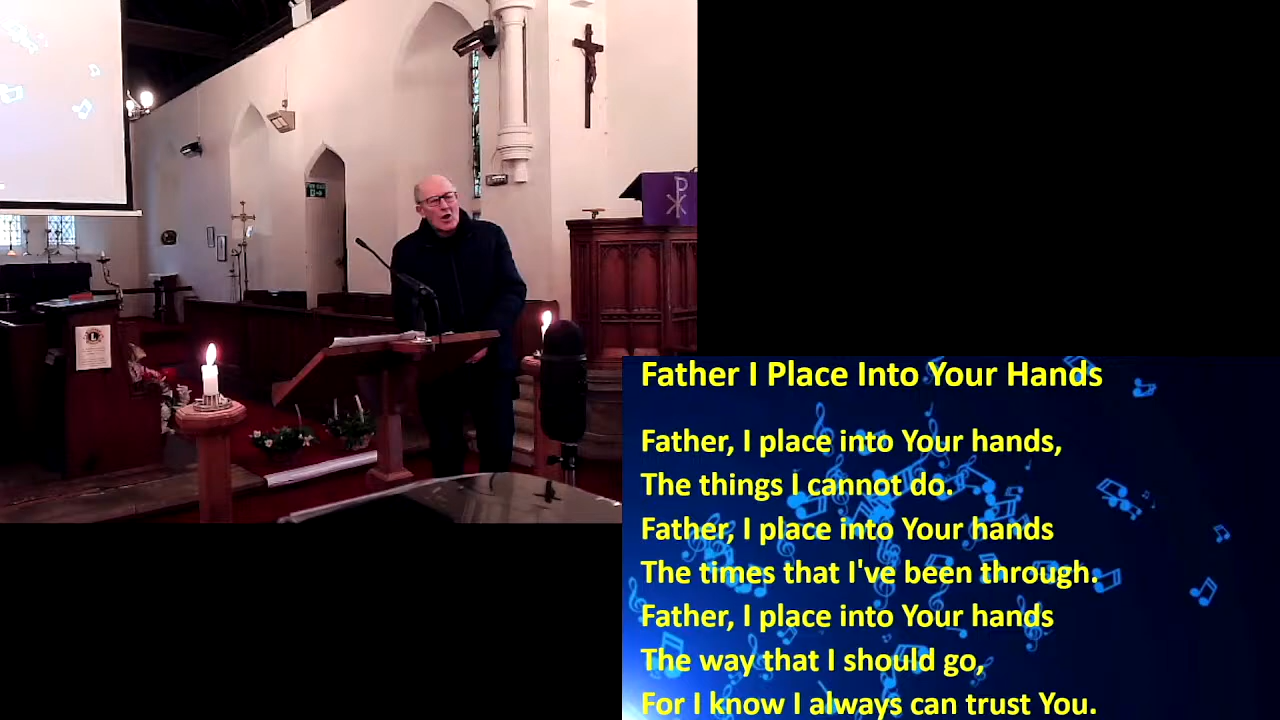 Father I Place Into Your Hands
Father, I place into Your hands,
The things I cannot do.
Father, I place into Your hands
The times that I've been through.
Father, I place into Your hands
The way that I should go,
For I know I always can trust You.